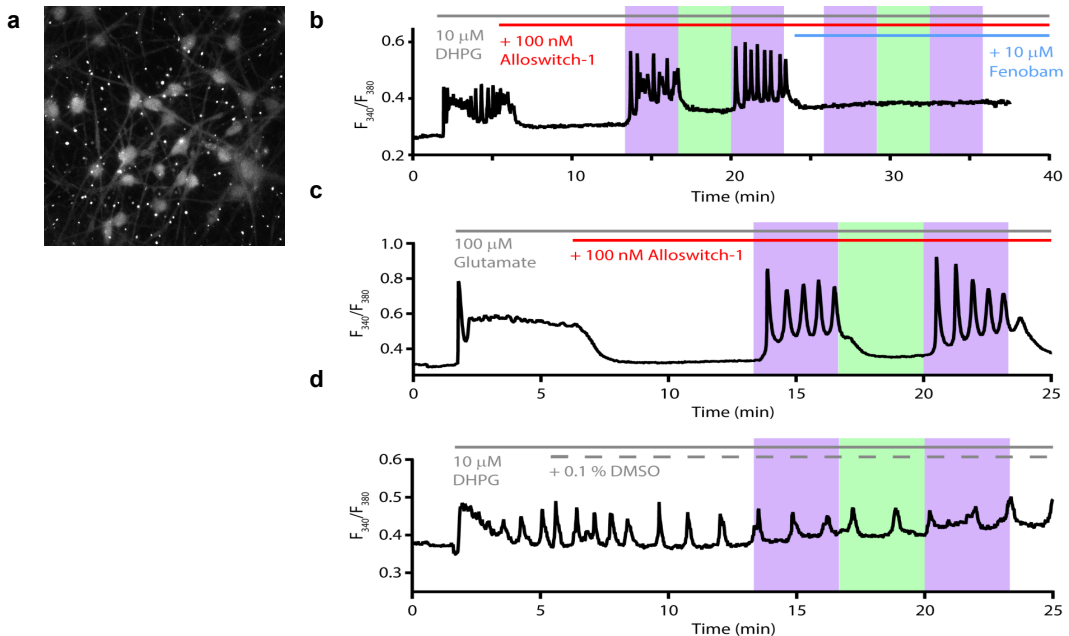 a
b
10 µM
DHPG
+ 100 nM
Alloswitch-1
+ 10 µM
Fenobam
F340/F380
0.6
0.4
0.2
0 10 20 30 40
Time (min)
c
100 µM
Glutamate
+ 100 nM Alloswitch-1
F340/F380
1.0
0.8
0.6
0.4
0 5 10 15 20 25
Time (min)
d
10 µM
DHPG
+ 0.1 % DMSO
F340/F380
0.6
0.5
0.4
0.3
0 5 10 15 20 25
Time (min)